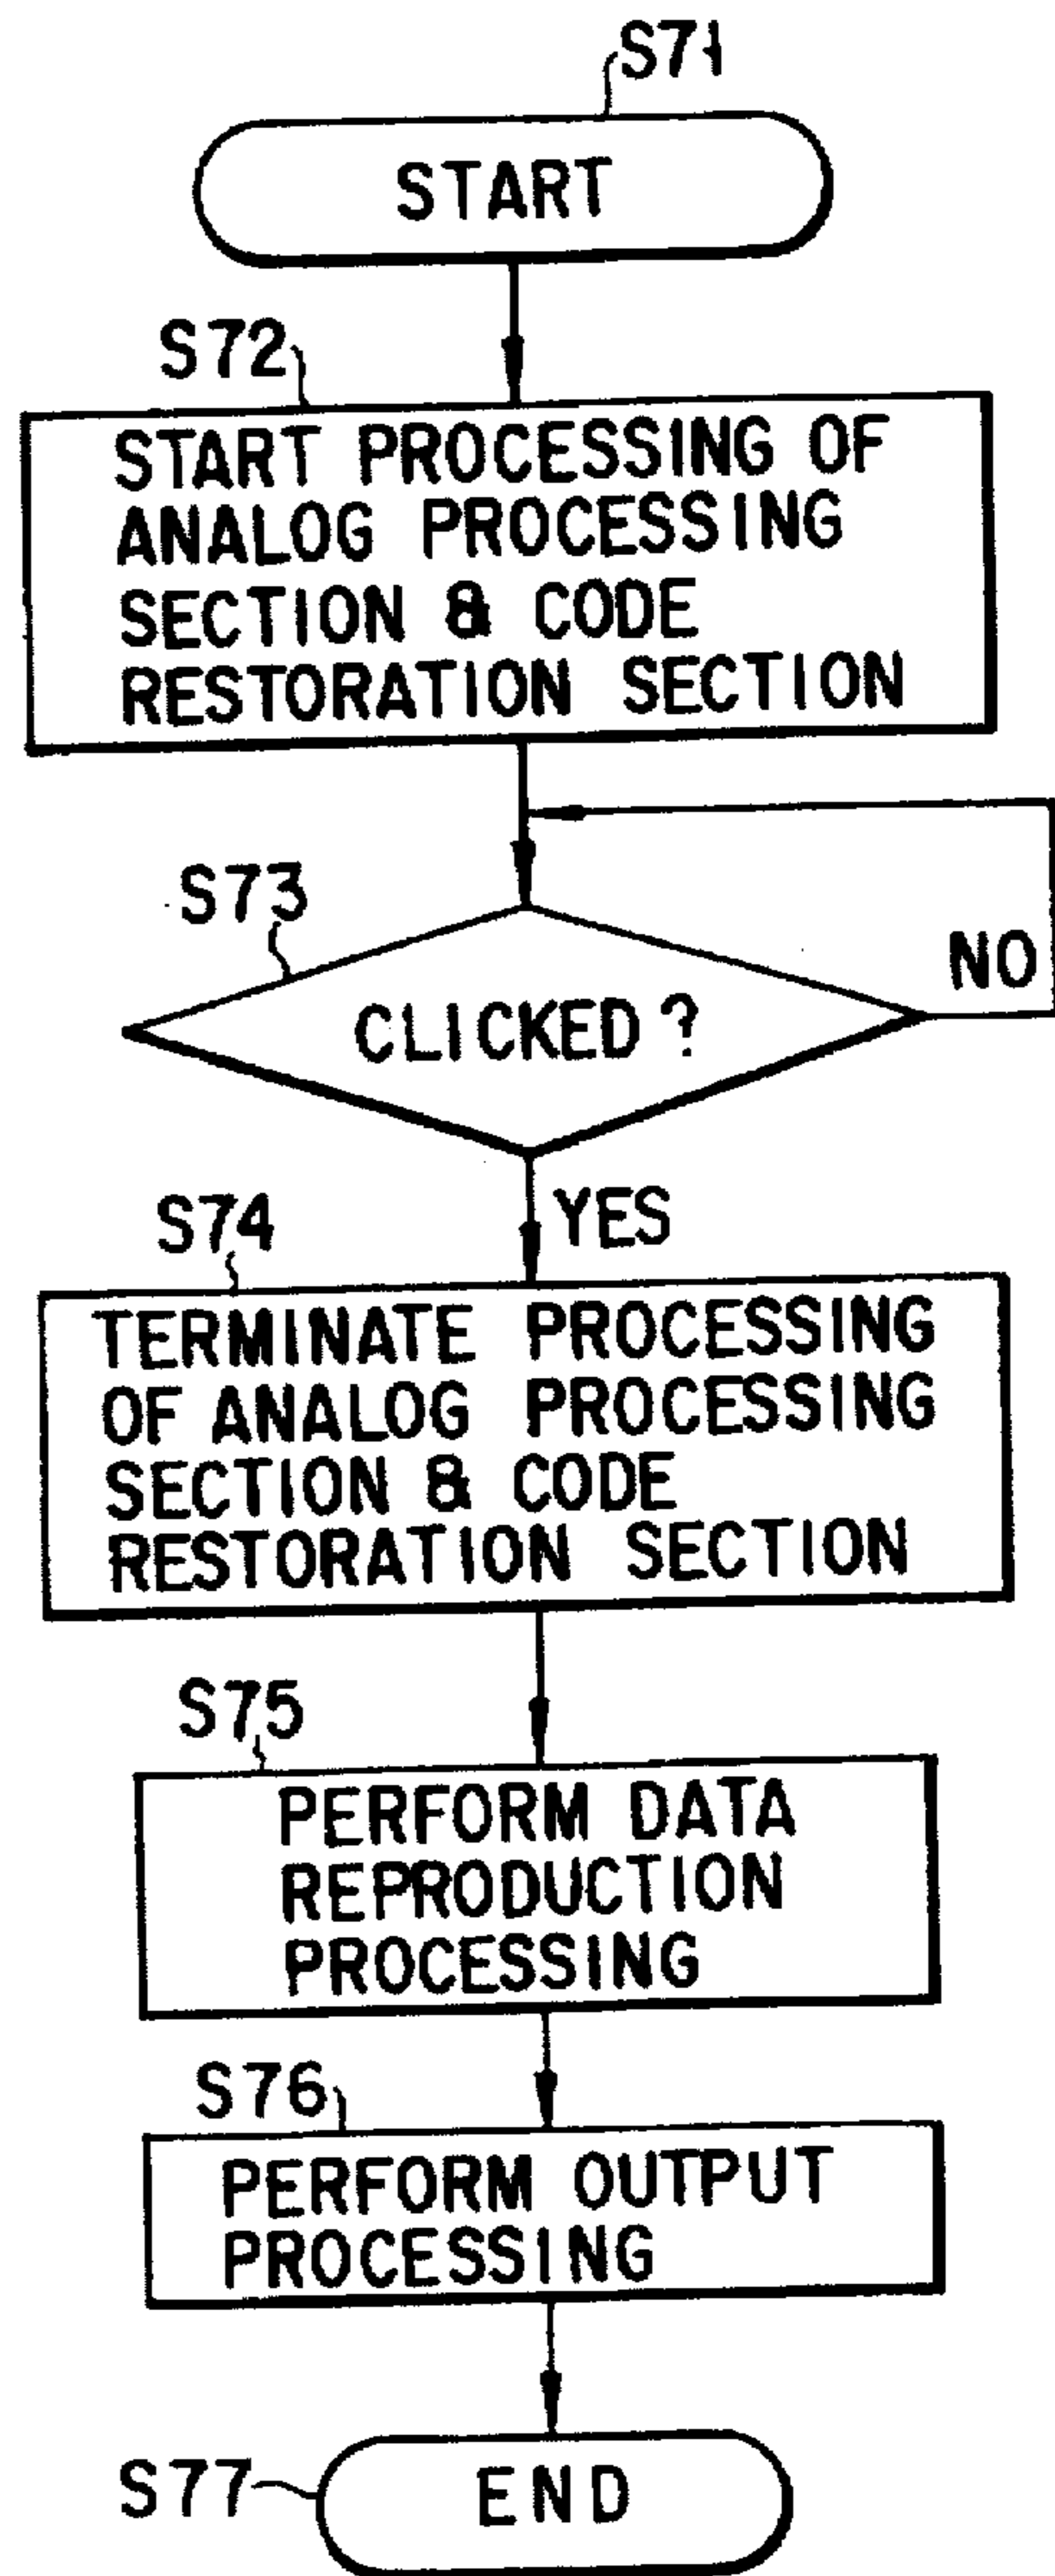 S71
START
S72
START PROCESSING OF
ANALOG PROCESSING
SECTION & CODE
RESTORATION SECTION
S73
CLICKED?
NO
YES
S74
TERMINATE PROCESSING
OF ANALOG PROCESSING
SECTION & CODE
RESTORATION SECTION
S75
PERFORM DATA
REPRODUCTION
PROCESSING
S76
PERFORM OUTPUT
PROCESSING
S77
END